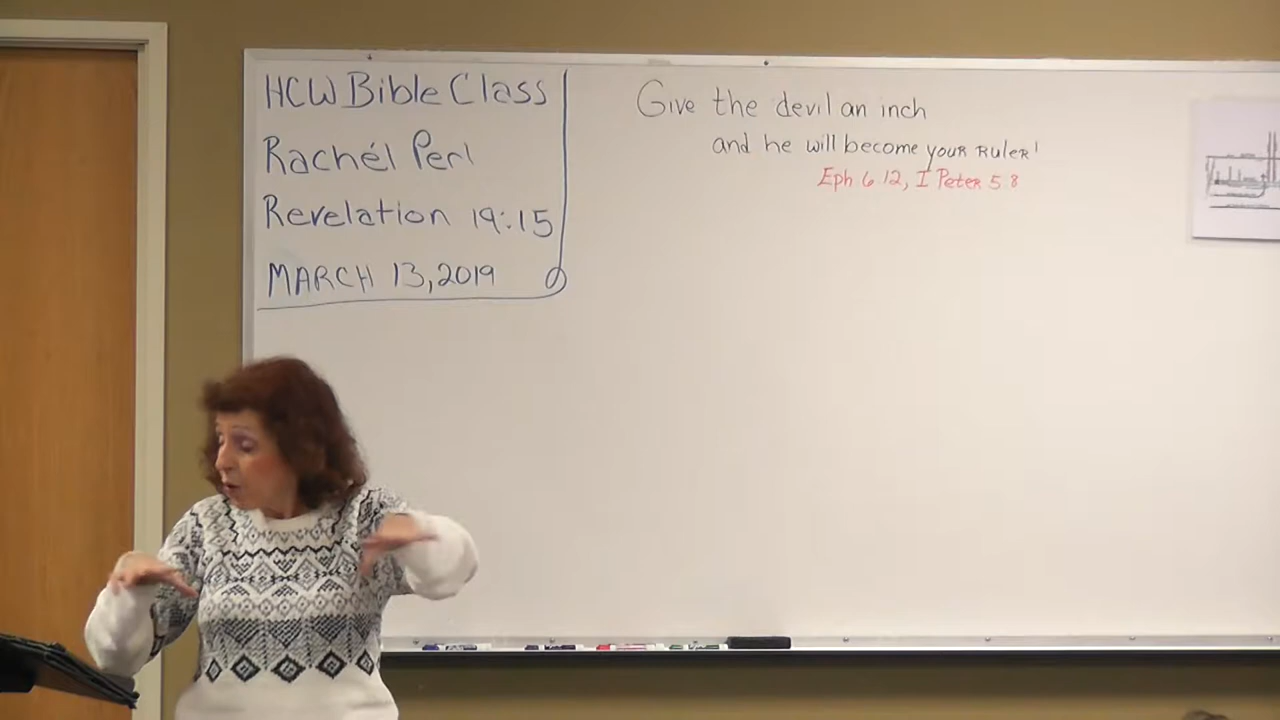 HCW Bible Class
Rachél Perl
Revelation 19:15
MARCH 13, 2019
Give the devil an inch
and he will become your RULER!
Eph 6 12, I Peter 5 8